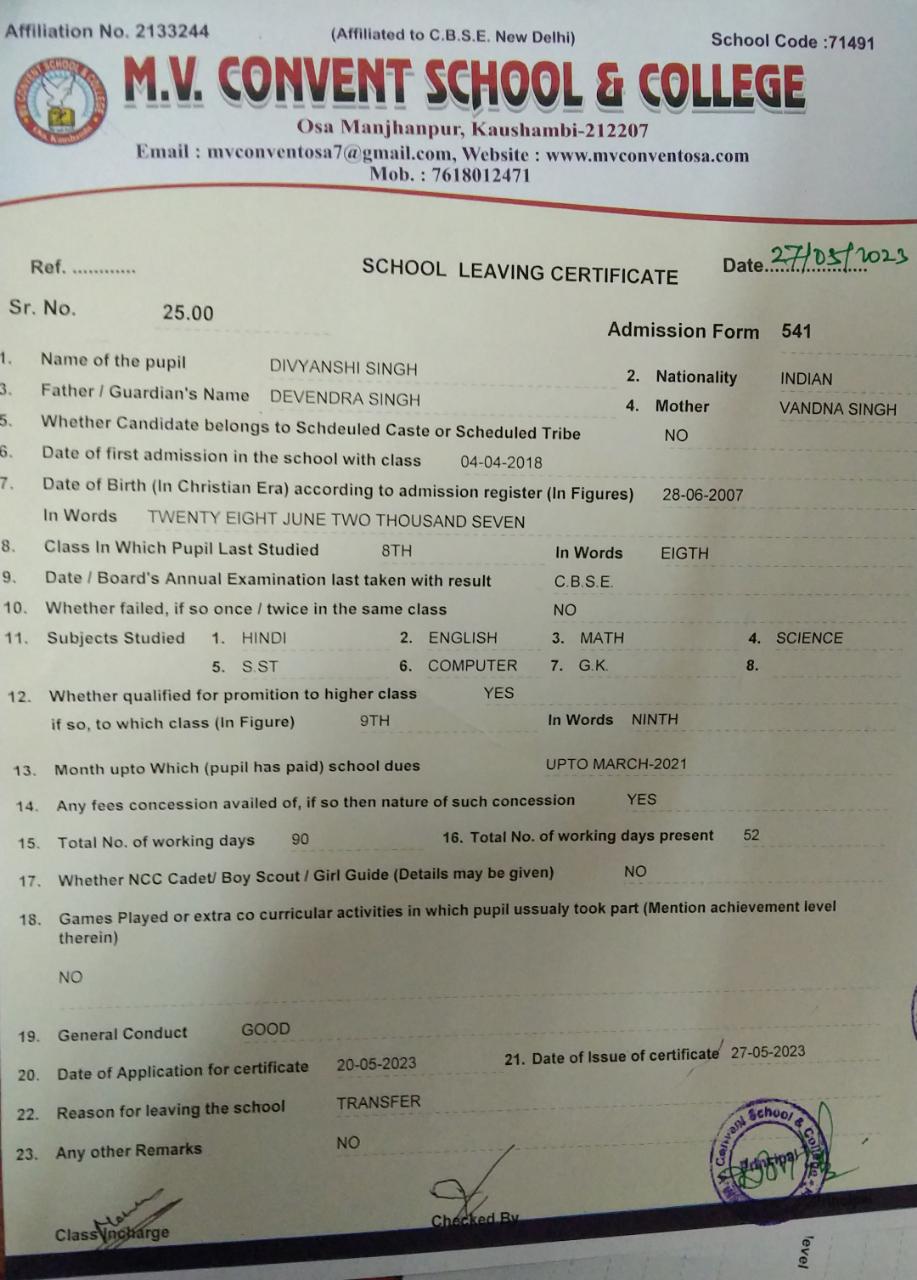 Affiliation No. 2133244 (Affiliated to C.B.S.E. New Delhi) School Code :71491
M.V. CONVENT SCHOOL & COLLEGE
Osa Manjhanpur, Kaushambi-212207
Email : mvconventosa7@gmail.com, Website : www.mvconventosa.com
Mob. : 7618012471
Ref. ............ SCHOOL LEAVING CERTIFICATE Date 27/05/2023
Sr. No. 25.00
Admission Form 541
1. Name of the pupil DIVYANSHI SINGH 2. Nationality INDIAN
3. Father / Guardian's Name DEVENDRA SINGH 4. Mother VANDNA SINGH
5. Whether Candidate belongs to Schdeuled Caste or Scheduled Tribe NO
6. Date of first admission in the school with class 04-04-2018
7. Date of Birth (In Christian Era) according to admission register (In Figures) 28-06-2007
In Words TWENTY EIGHT JUNE TWO THOUSAND SEVEN
8. Class In Which Pupil Last Studied 8TH In Words EIGTH
9. Date / Board's Annual Examination last taken with result C.B.S.E.
10. Whether failed, if so once / twice in the same class NO
11. Subjects Studied 1. HINDI 2. ENGLISH 3. MATH 4. SCIENCE
5. S.ST 6. COMPUTER 7. G.K. 8.
12. Whether qualified for promition to higher class YES
if so, to which class (In Figure) 9TH In Words NINTH
13. Month upto Which (pupil has paid) school dues UPTO MARCH-2021
14. Any fees concession availed of, if so then nature of such concession YES
15. Total No. of working days 90 16. Total No. of working days present 52
17. Whether NCC Cadet/ Boy Scout / Girl Guide (Details may be given) NO
18. Games Played or extra co curricular activities in which pupil ussualy took part (Mention achievement level
therein)
NO
19. General Conduct GOOD
20. Date of Application for certificate 20-05-2023 21. Date of Issue of certificate 27-05-2023
22. Reason for leaving the school TRANSFER
23. Any other Remarks NO
M.V. Convent School & College
Principal
Class Incharge Checked By Principal
level